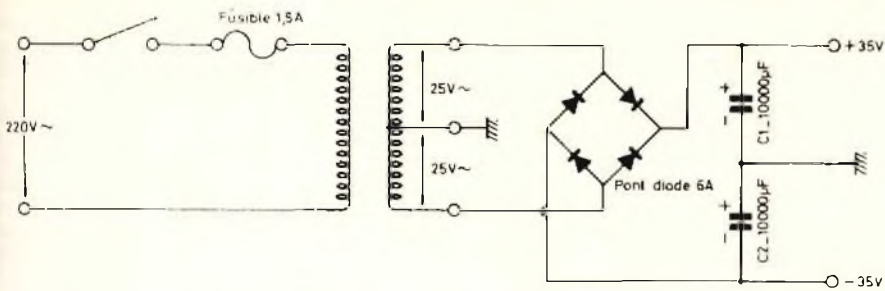 Fusible 1,5A
220V~
25V~
25V~
Pont diode 6A
+
-
C1_10000µF
+
-
C2_10000µF
+35V
-35V